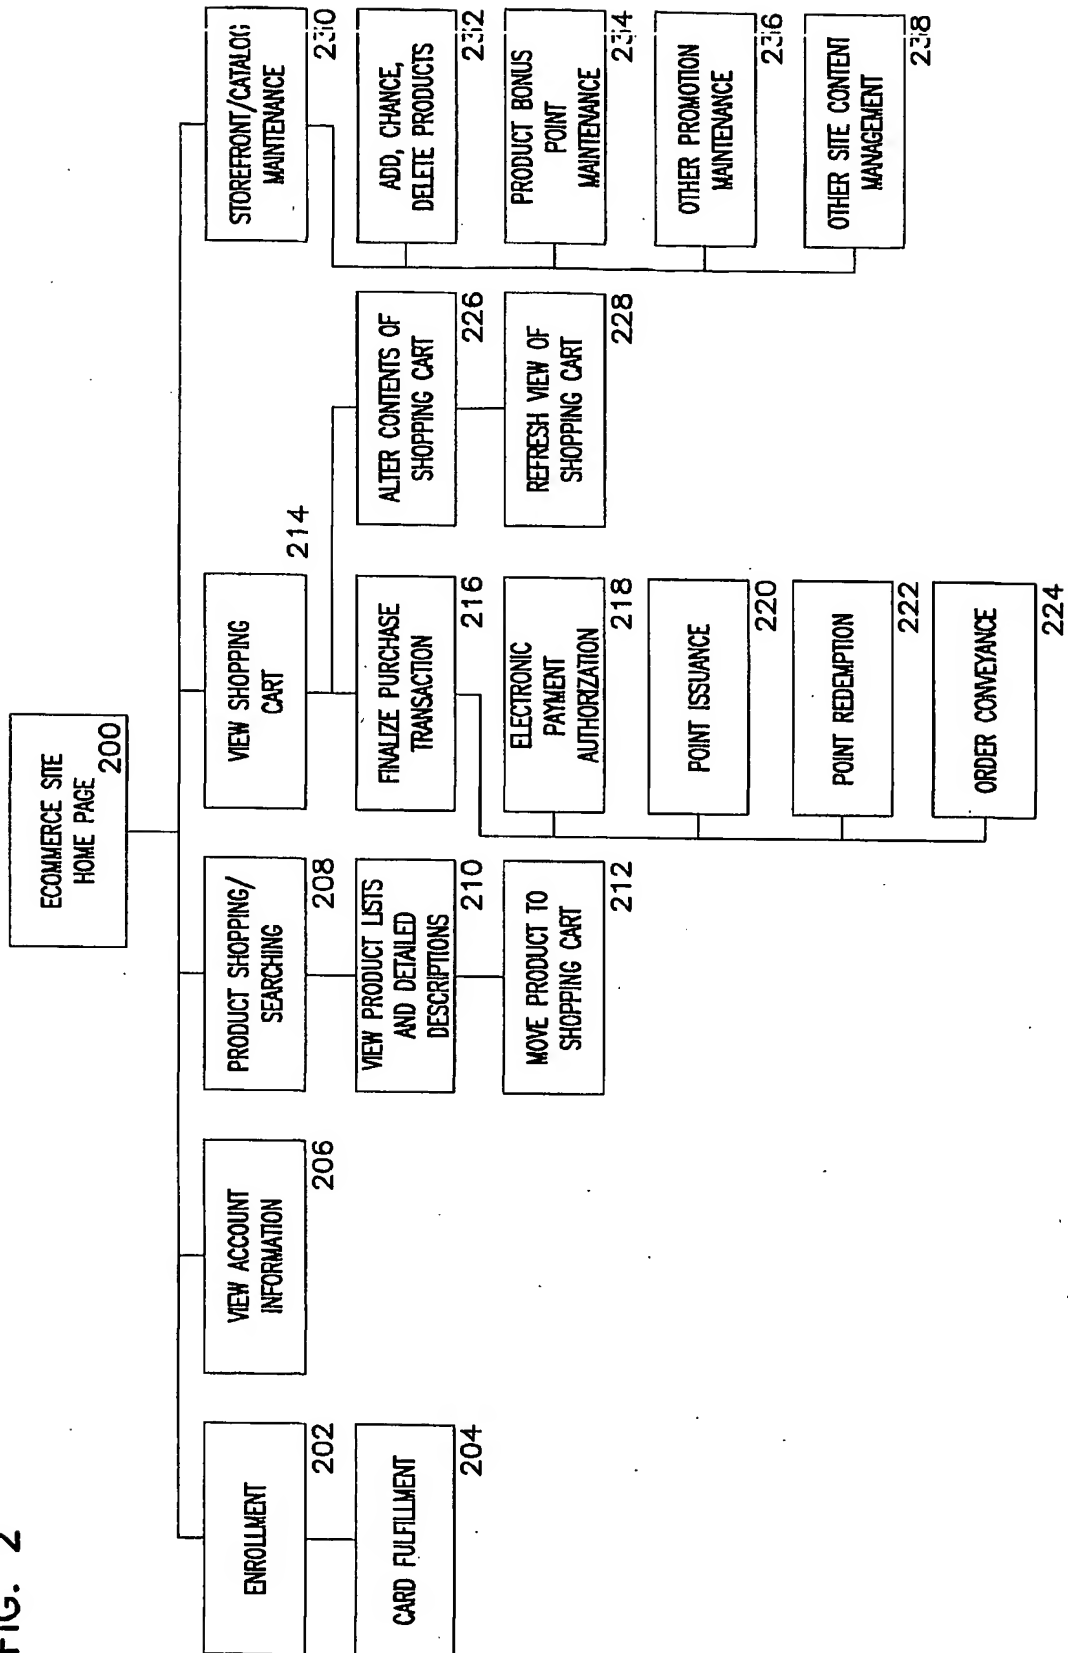 FIG. 2
ECOMMERCE SITE
HOME PAGE
200
ENROLLMENT
202
CARD FULFILLMENT
204
VIEW ACCOUNT
INFORMATION
206
PRODUCT SHOPPING/
SEARCHING
208
VIEW PRODUCT LISTS
AND DETAILED
DESCRIPTIONS
210
MOVE PRODUCT TO
SHOPPING CART
212
VIEW SHOPPING
CART
214
FINALIZE PURCHASE
TRANSACTION
216
ELECTRONIC
PAYMENT
AUTHORIZATION
218
POINT ISSUANCE
220
POINT REDEMPTION
222
ORDER CONVEYANCE
224
ALTER CONTENTS OF
SHOPPING CART
226
REFRESH VIEW OF
SHOPPING CART
228
STOREFRONT/CATALOG
MAINTENANCE
230
ADD, CHANCE,
DELETE PRODUCTS
232
PRODUCT BONUS
POINT
MAINTENANCE
234
OTHER PROMOTION
MAINTENANCE
236
OTHER SITE CONTENT
MANAGEMENT
238